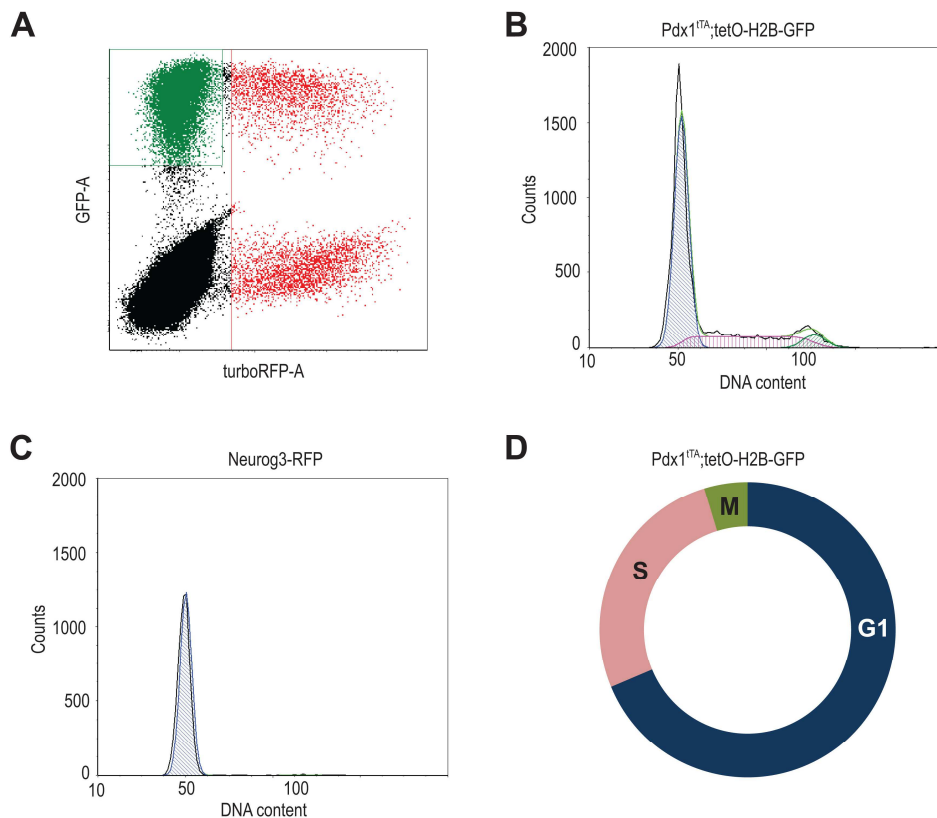 A
GFP-A
turboRFP-A
B
Pdx1tTA;tetO-H2B-GFP
2000
1500
1000
500
0
Counts
10
50
100
DNA content
C
Neurog3-RFP
2000
1500
1000
500
0
Counts
10
50
100
DNA content
D
Pdx1tTA;tetO-H2B-GFP
M
S
G1